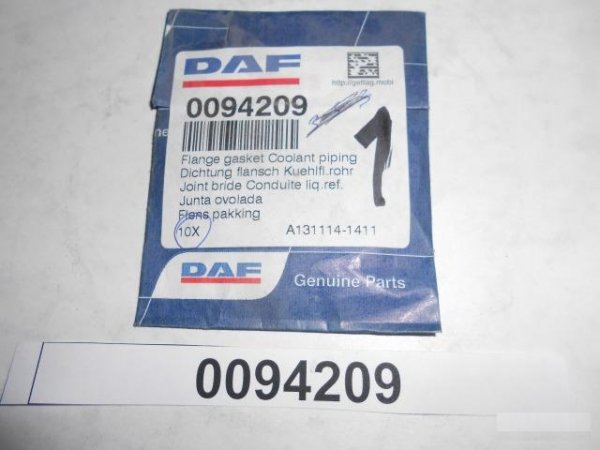 DAF
http://gettag.mobi
0094209
1
Flange gasket Coolant piping
Dichtung flansch Kuehlfl.rohr
Joint bride Conduite liq.ref.
Junta ovolada
Flens pakking
10X
A131114-1411
DAF
Genuine Parts
0094209